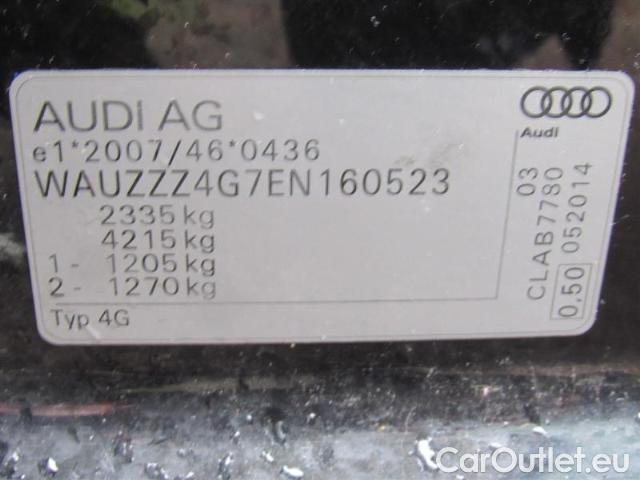 AUDI AG
e1*2007/46*0436
WAUZZZ4G7EN160523
2335 kg
4215 kg
1 - 1205 kg
2 - 1270 kg
Typ 4G
Audi
03
CLAB7780
0,50 052014
CarOutlet.eu